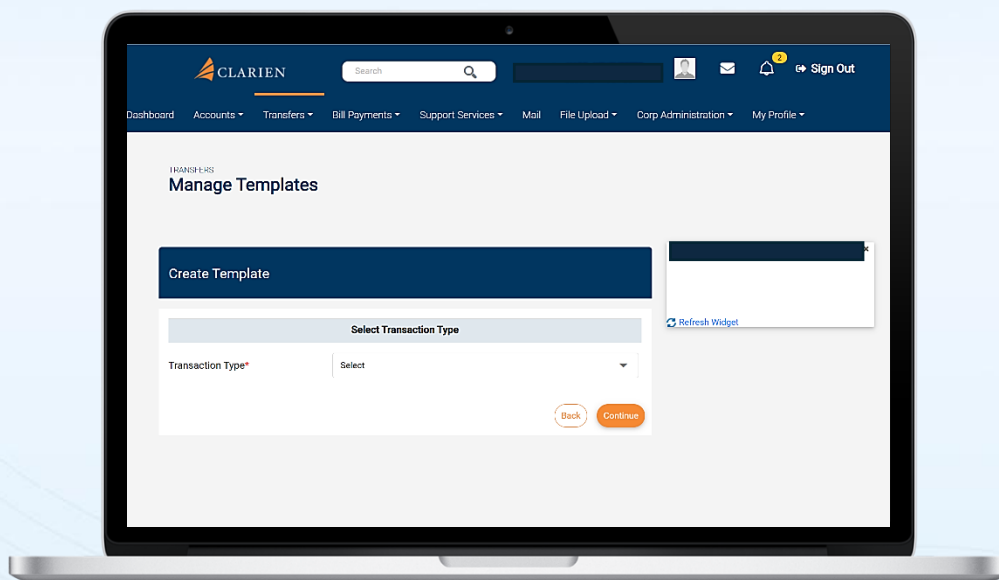 CLARIEN
Search
2
Sign Out
Dashboard Accounts Transfers Bill Payments Support Services Mail File Upload Corp Administration My Profile
TRANSFERS
Manage Templates
Create Template
Select Transaction Type
Transaction Type* Select
Refresh Widget
Back Continue